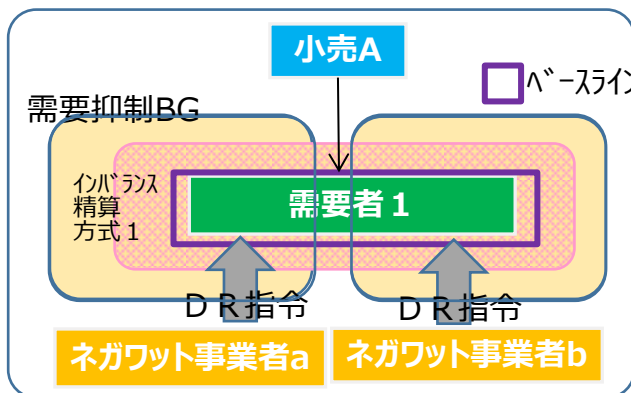 小売A
ﾍﾞｰｽﾗｲﾝ
需要抑制BG
ｲﾝﾊﾞﾗﾝｽ
精算
方式１
需要者１
ＤＲ指令
ＤＲ指令
ネガワット事業者a
ネガワット事業者b